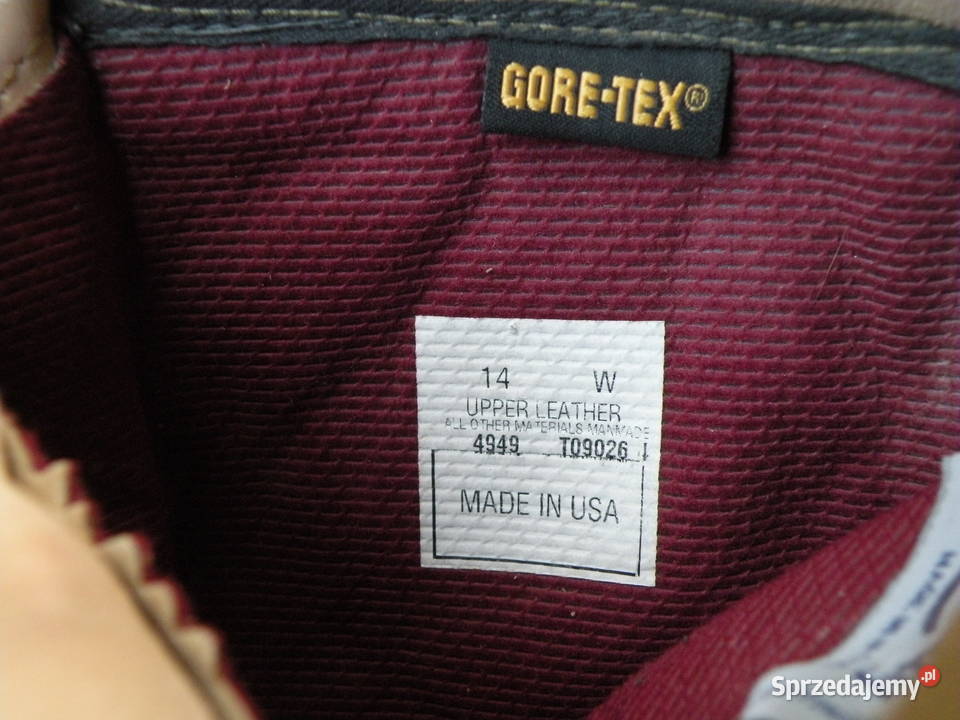 GORE-TEX®
14 W
UPPER LEATHER
ALL OTHER MATERIALS MANMADE
4949 T09026
MADE IN USA
Sprzedajemy.pl